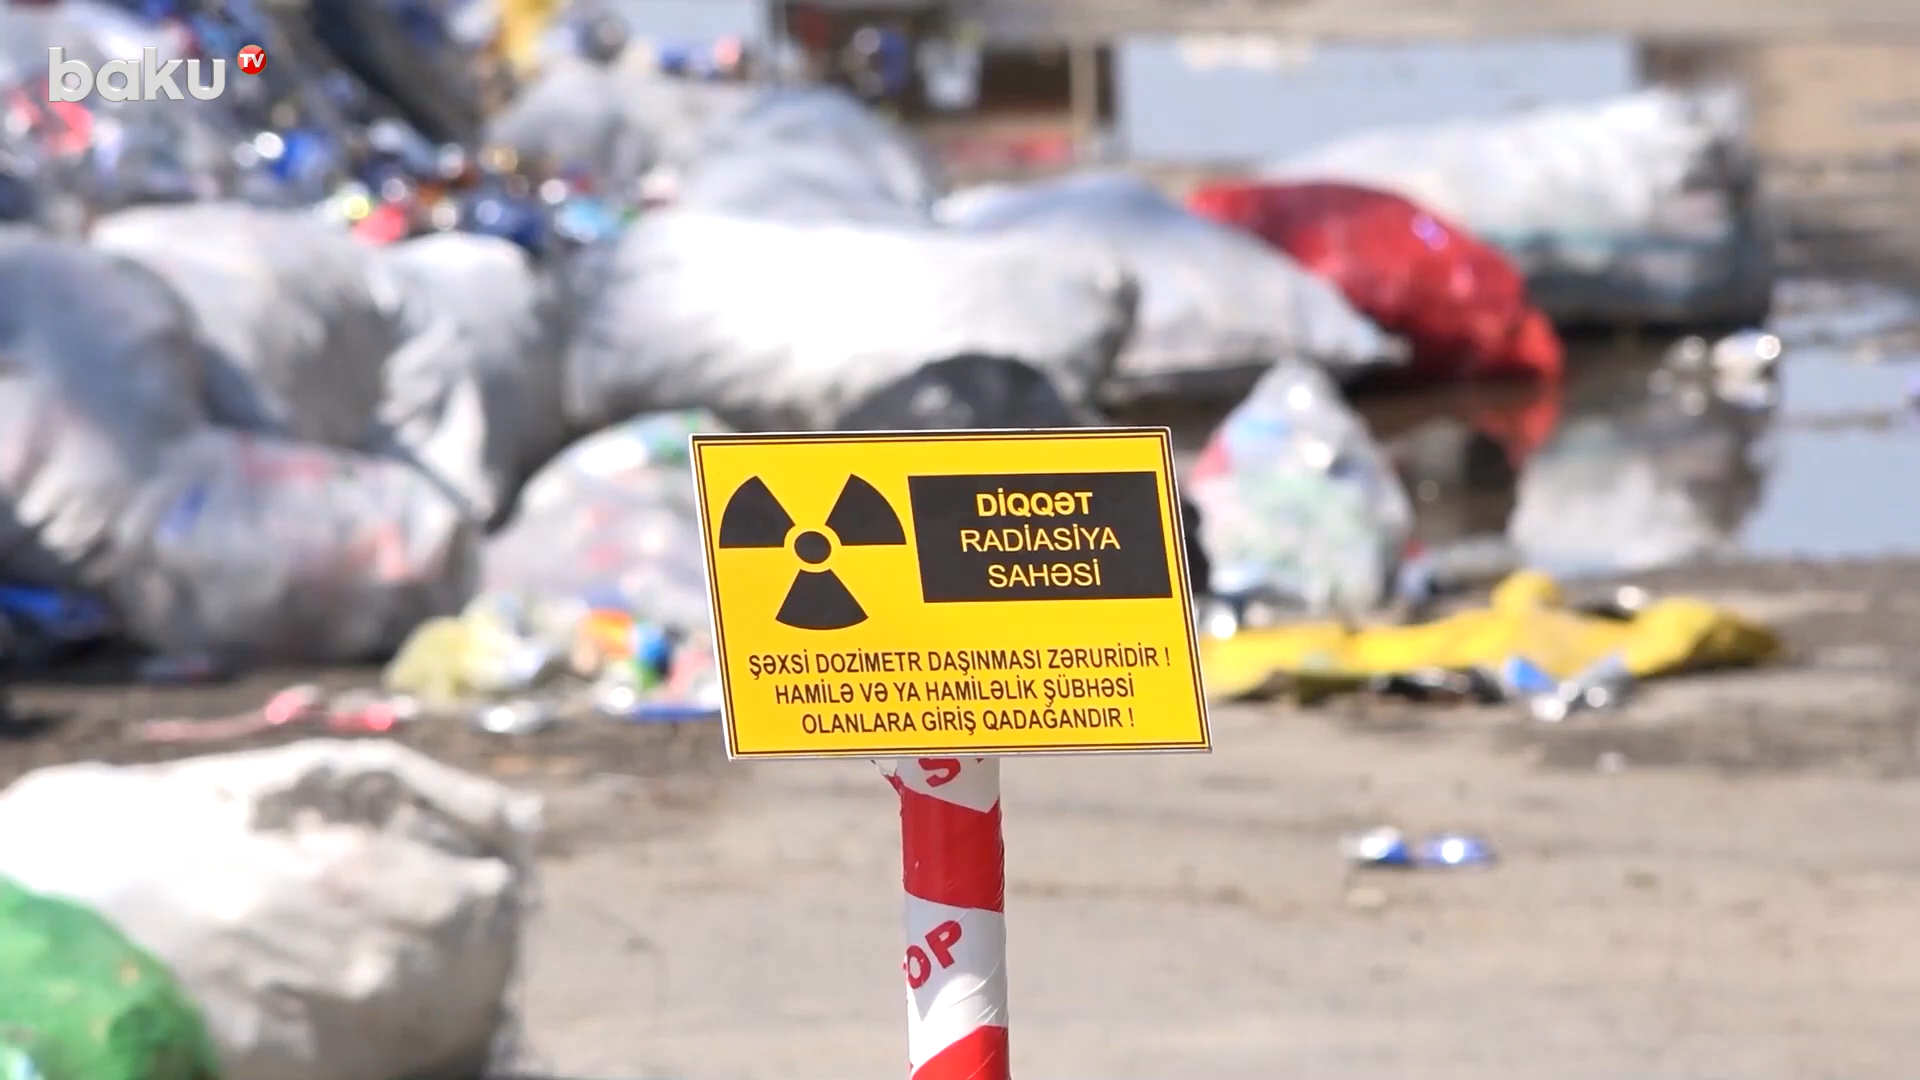 baku TV
DİQQƏT
RADİASİYA
SAHƏSİ
ŞƏXSİ DOZİMETR DAŞINMASI ZƏRURİDİR !
HAMİLƏ VƏ YA HAMİLƏLİK ŞÜBHƏSİ
OLANLARA GİRİŞ QADAĞANDIR !
OP